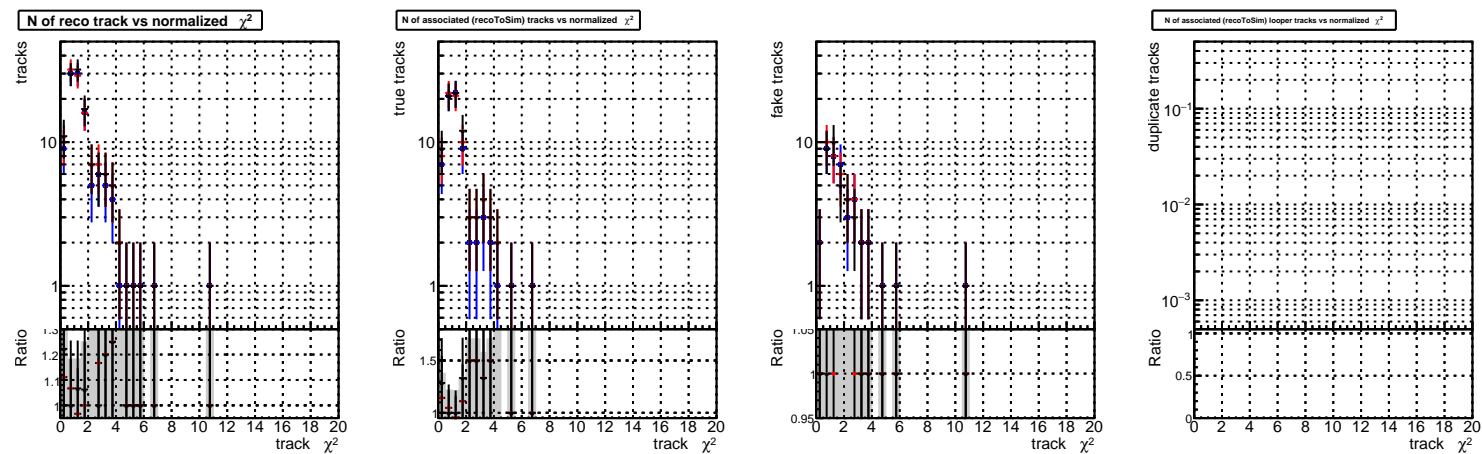 N of reco track vs normalized χ²
tracks
10
1
Ratio
1.3
1.2
1.1
1
0 2 4 6 8 10 12 14 16 18 20
track χ²
N of associated (recoToSim) tracks vs normalized χ²
true tracks
10
1
Ratio
1.5
1
0 2 4 6 8 10 12 14 16 18 20
track χ²
fake tracks
10
1
Ratio
1.05
1
0.95
0 2 4 6 8 10 12 14 16 18 20
track χ²
N of associated (recoToSim) looper tracks vs normalized χ²
duplicate tracks
10⁻¹
10⁻²
10⁻³
Ratio
1
0.5
0
0 2 4 6 8 10 12 14 16 18 20
track χ²